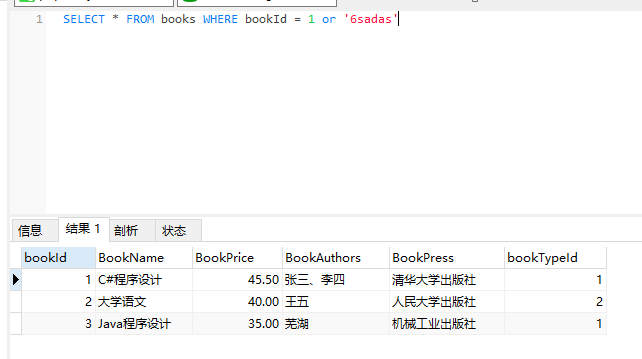 1 SELECT * FROM books WHERE bookId = 1 or '6sadas'
信息 结果 1 剖析 状态
bookId BookName BookPrice BookAuthors BookPress bookTypeId
1 C#程序设计 45.50 张三、李四 清华大学出版社 1
2 大学语文 40.00 王五 人民大学出版社 2
3 Java程序设计 35.00 芜湖 机械工业出版社 1